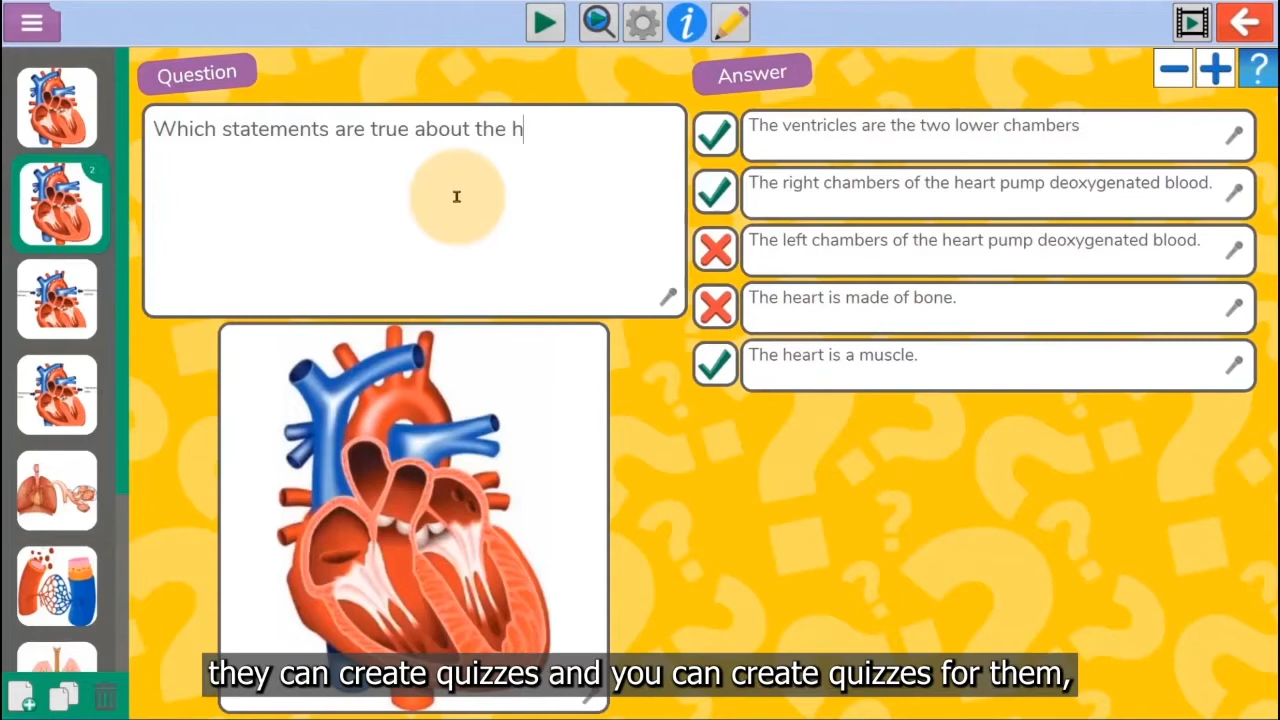 Question
Which statements are true about the h
Answer
The ventricles are the two lower chambers
The right chambers of the heart pump deoxygenated blood.
The left chambers of the heart pump deoxygenated blood.
The heart is made of bone.
The heart is a muscle.
2
they can create quizzes and you can create quizzes for them,